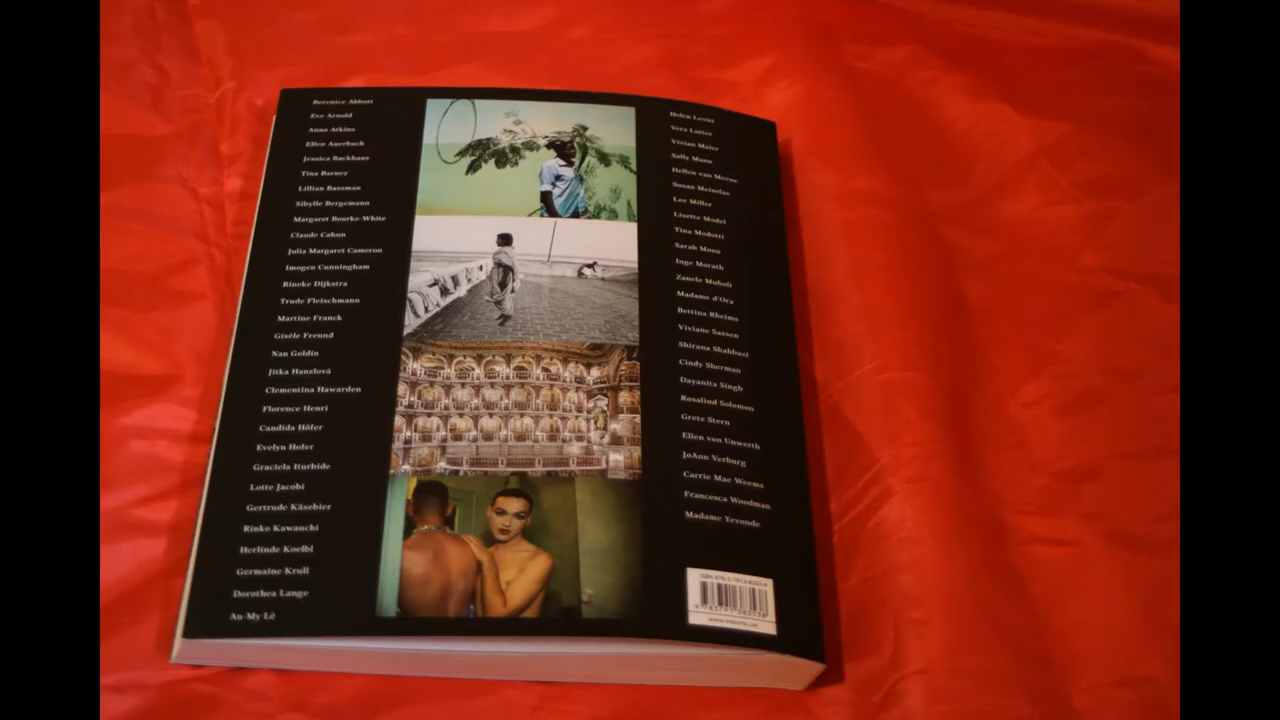 Berenice Abbott
Eve Arnold
Anna Atkins
Ellen Auerbach
Jessica Backhaus
Tina Barney
Lillian Bassman
Sibylle Bergemann
Margaret Bourke-White
Claude Cahun
Julia Margaret Cameron
Imogen Cunningham
Rineke Dijkstra
Trude Fleischmann
Martine Franck
Gisèle Freund
Nan Goldin
Jitka Hanzlová
Clementina Hawarden
Florence Henri
Candida Höfer
Evelyn Hofer
Graciela Iturbide
Lotte Jacobi
Gertrude Käsebier
Rinko Kawauchi
Herlinde Koelbl
Germaine Krull
Dorothea Lange
An-My Lê
Helen Levitt
Vera Lutter
Vivian Maier
Sally Mann
Hellen van Meene
Susan Meiselas
Lee Miller
Lisette Model
Tina Modotti
Sarah Moon
Inge Morath
Zanele Muholi
Madame d'Ora
Bettina Rheims
Viviane Sassen
Shirana Shahbazi
Cindy Sherman
Dayanita Singh
Rosalind Solomon
Grete Stern
Ellen von Unwerth
JoAnn Verburg
Carrie Mae Weems
Francesca Woodman
Madame Yevonde
ISBN